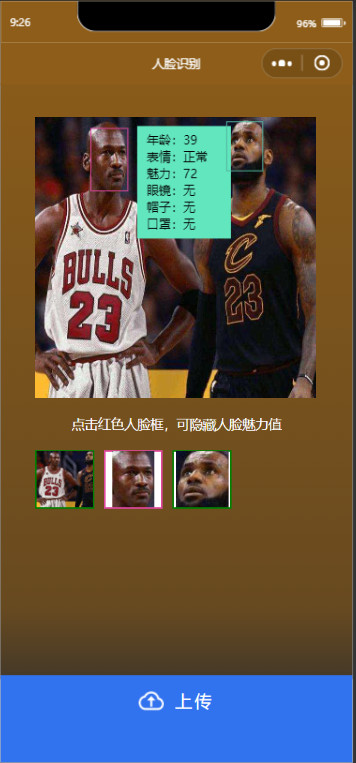 9:26
96%
人脸识别
年龄：39
表情：正常
魅力：72
眼镜：无
帽子：无
口罩：无
BULLS
23
C
23
点击红色人脸框，可隐藏人脸魅力值
BULLS
23
上传